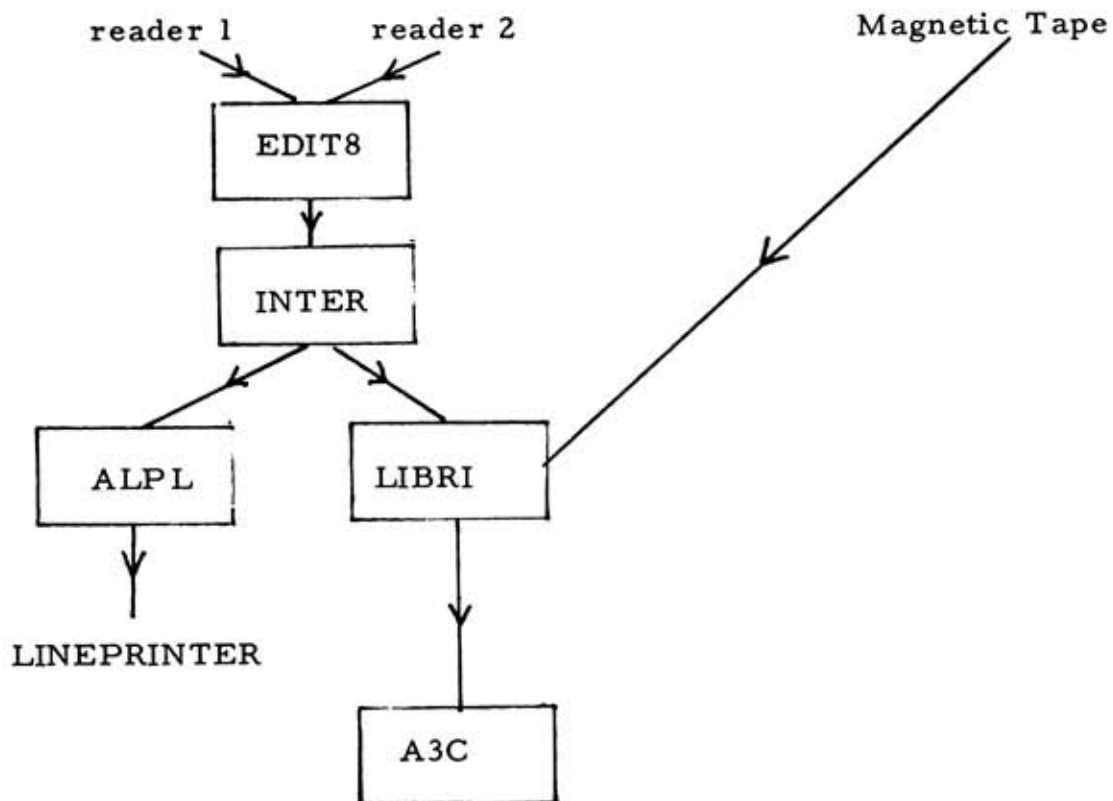 reader 1
reader 2
Magnetic Tape
EDIT8
INTER
ALPL
LIBRI
LINEPRINTER
A3C